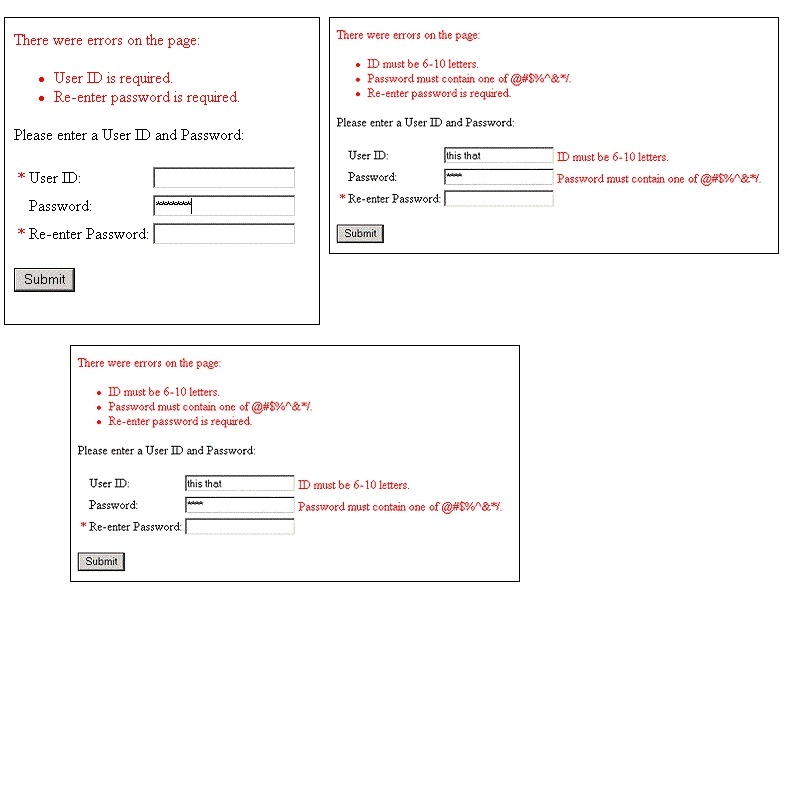 There were errors on the page:
• User ID is required.
• Re-enter password is required.
Please enter a User ID and Password:
* User ID:
Password: ********
* Re-enter Password:
Submit
There were errors on the page:
• ID must be 6-10 letters.
• Password must contain one of @#$%^&*/.
• Re-enter password is required.
Please enter a User ID and Password:
User ID: this that ID must be 6-10 letters.
Password: **** Password must contain one of @#$%^&*/.
* Re-enter Password:
Submit
There were errors on the page:
• ID must be 6-10 letters.
• Password must contain one of @#$%^&*/.
• Re-enter password is required.
Please enter a User ID and Password:
User ID: this that ID must be 6-10 letters.
Password: **** Password must contain one of @#$%^&*/.
* Re-enter Password:
Submit